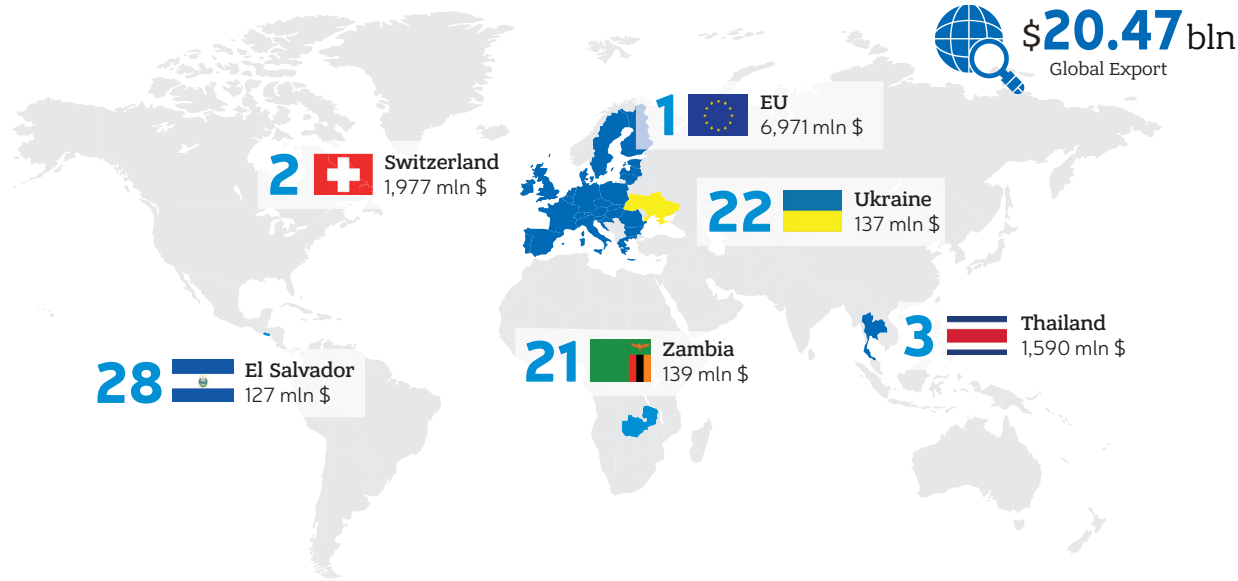 $20.47 bln
Global Export
1
EU
6,971 mln $
2
Switzerland
1,977 mln $
22
Ukraine
137 mln $
3
Thailand
1,590 mln $
21
Zambia
139 mln $
28
El Salvador
127 mln $